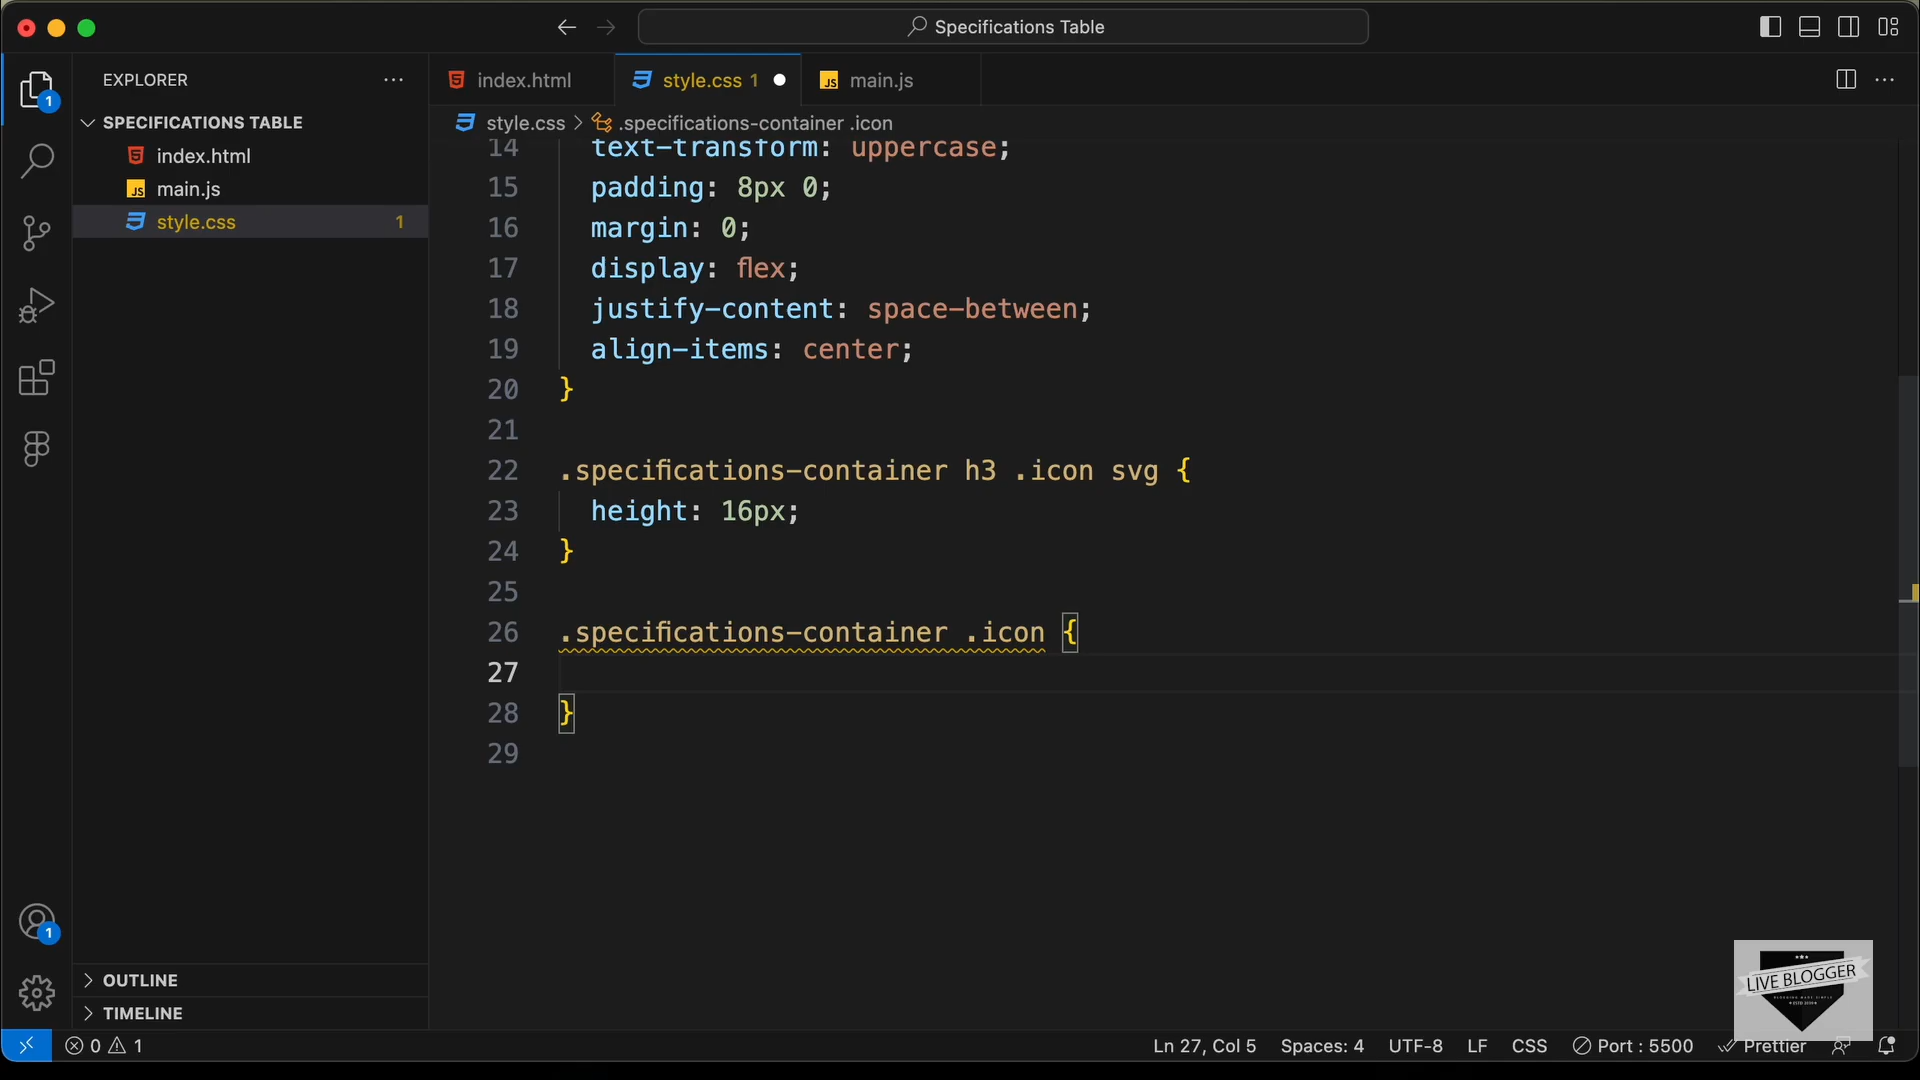 Specifications Table
EXPLORER
SPECIFICATIONS TABLE
index.html
main.js
style.css 1
index.html
style.css 1
main.js
style.css > .specifications-container .icon
14 text-transform: uppercase;
15 padding: 8px 0;
16 margin: 0;
17 display: flex;
18 justify-content: space-between;
19 align-items: center;
20 }
21
22 .specifications-container h3 .icon svg {
23 height: 16px;
24 }
25
26 .specifications-container .icon {
27
28 }
29
1
1
OUTLINE
TIMELINE
0 1
Ln 27, Col 5 Spaces: 4 UTF-8 LF CSS Port : 5500 Prettier
LIVE BLOGGER